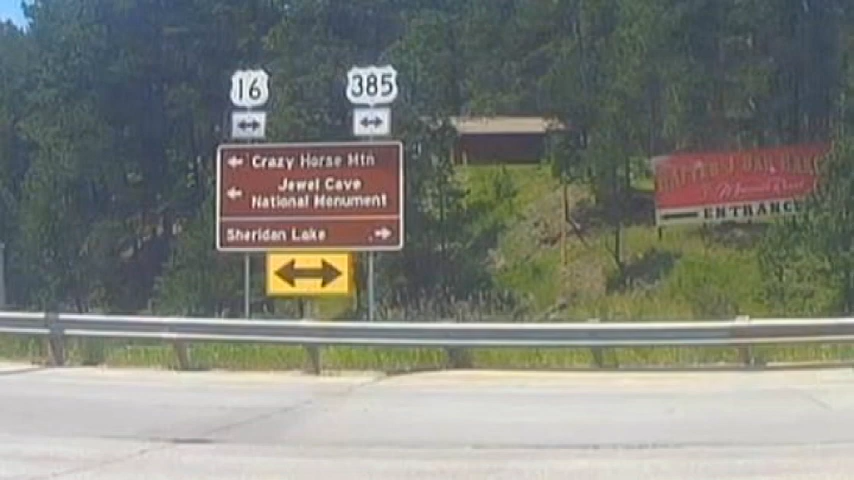 16
385
Crazy Horse Mtn
Jewel Cave
National Monument
Sheridan Lake
ENTRANCE